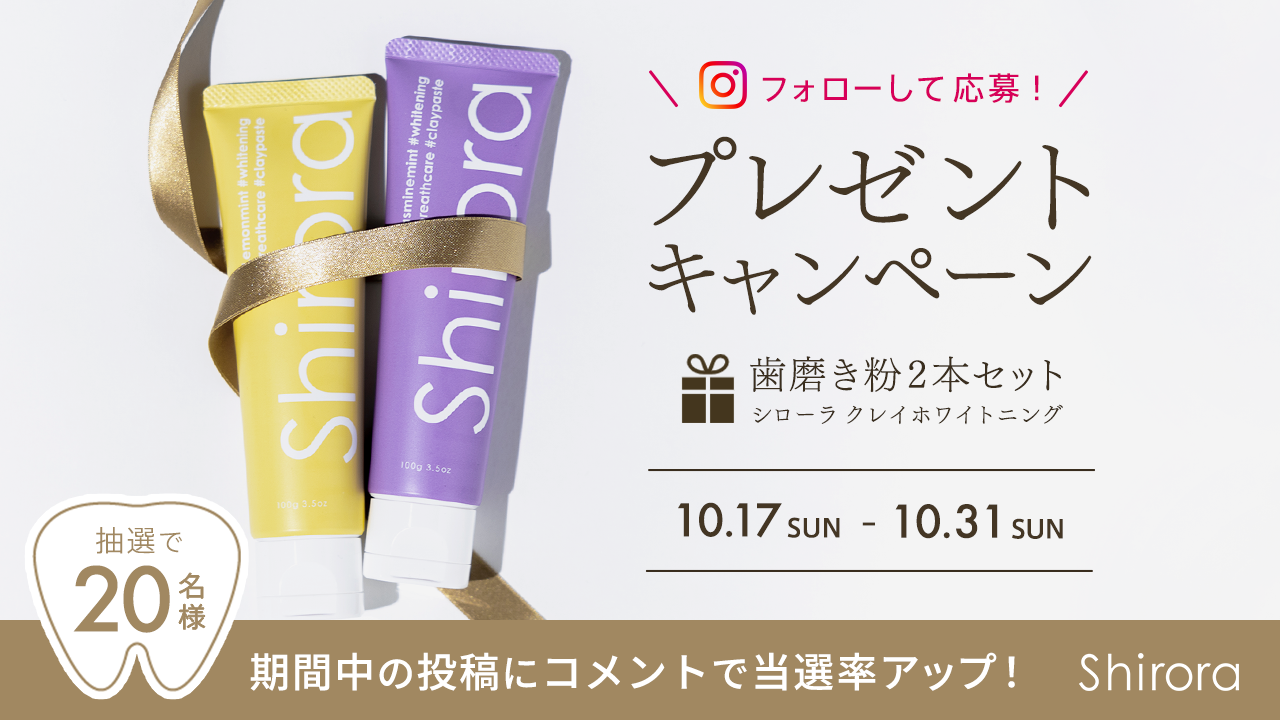 フォローして応募！
プレゼント
キャンペーン
歯磨き粉2本セット
シローラ クレイホワイトニング
10.17 SUN - 10.31 SUN
Shirora
#whitening
#claypaste
100g 3.5oz
Shirora
#whitening
#claypaste
100g 3.5oz
抽選で
20名様
期間中の投稿にコメントで当選率アップ！
Shirora